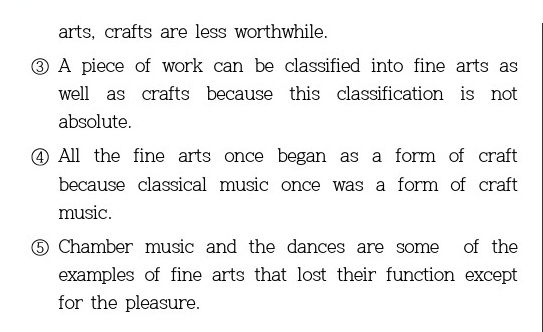 arts, crafts are less worthwhile.
③ A piece of work can be classified into fine arts as
well as crafts because this classification is not
absolute.
④ All the fine arts once began as a form of craft
because classical music once was a form of craft
music.
⑤ Chamber music and the dances are some of the
examples of fine arts that lost their function except
for the pleasure.